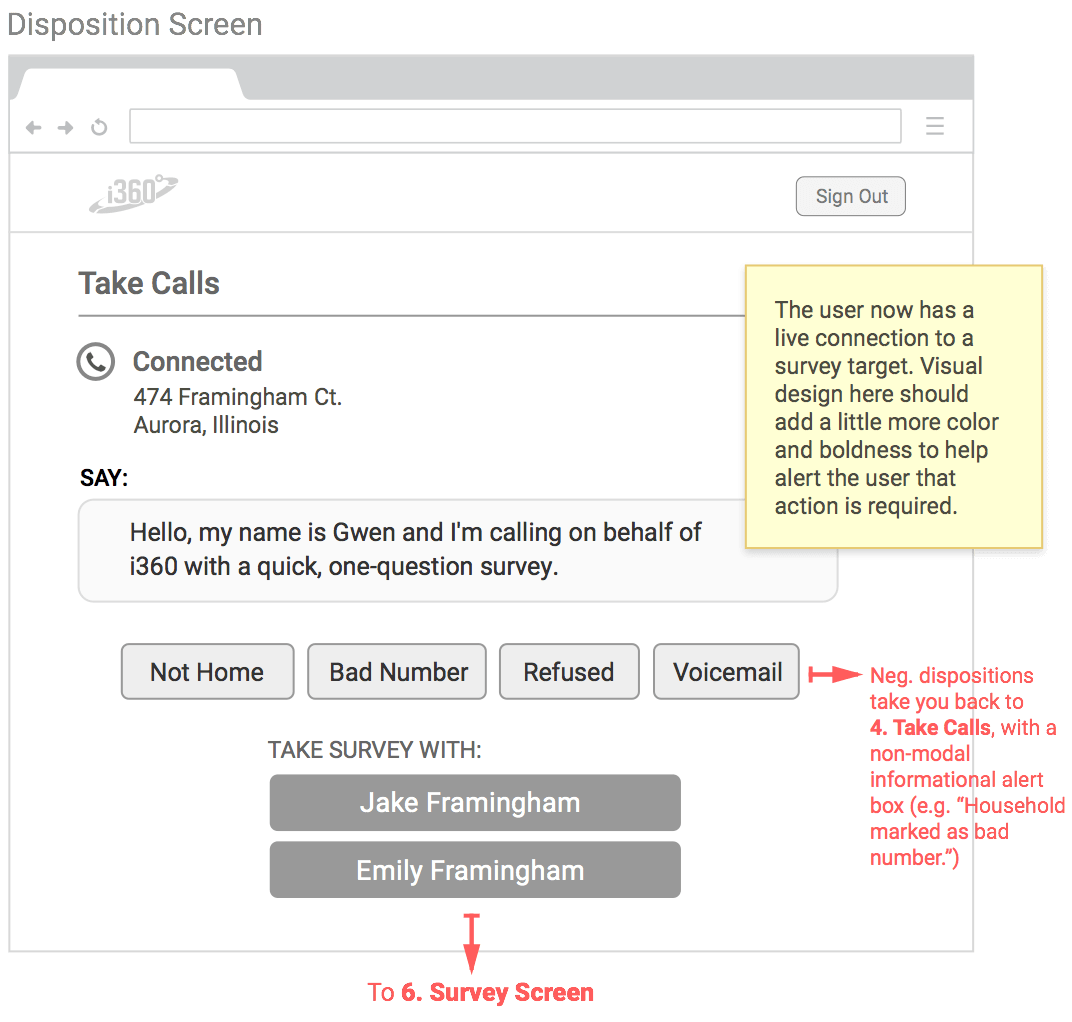 Disposition Screen
i360°
Sign Out
Take Calls
Connected
474 Framingham Ct.
Aurora, Illinois
The user now has a
live connection to a
survey target. Visual
design here should
add a little more color
and boldness to help
alert the user that
action is required.
SAY:
Hello, my name is Gwen and I'm calling on behalf of
i360 with a quick, one-question survey.
Not Home
Bad Number
Refused
Voicemail
Neg. dispositions
take you back to
4. Take Calls, with a
non-modal
informational alert
box (e.g. “Household
marked as bad
number.”)
TAKE SURVEY WITH:
Jake Framingham
Emily Framingham
To 6. Survey Screen